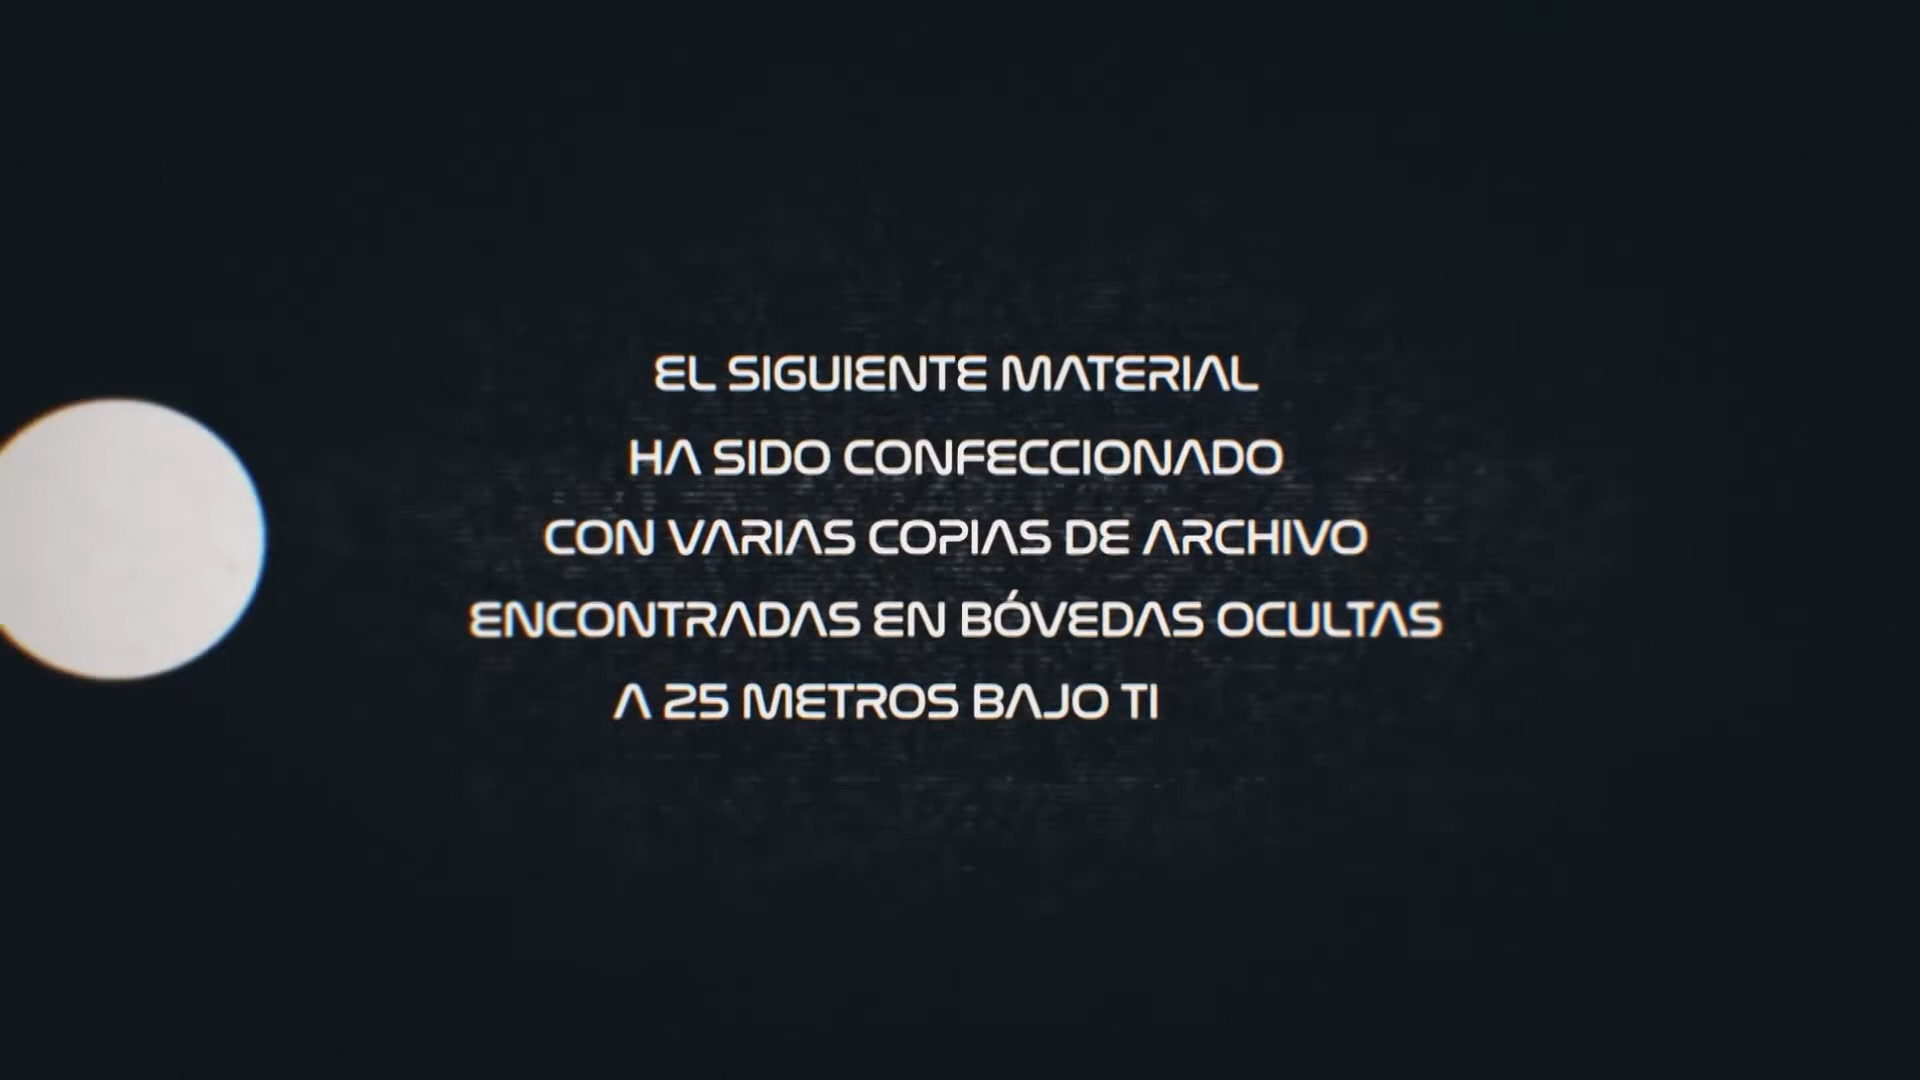 EL SIGUIENTE MATERIAL
HA SIDO CONFECCIONADO
CON VARIAS COPIAS DE ARCHIVO
ENCONTRADAS EN BÓVEDAS OCULTAS
A 25 METROS BAJO TI